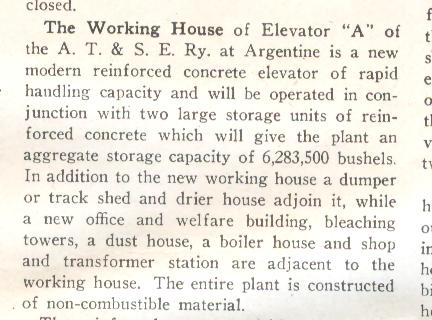 closed.
The Working House of Elevator "A" of
the A. T. & S. E. Ry. at Argentine is a new
modern reinforced concrete elevator of rapid
handling capacity and will be operated in con-
junction with two large storage units of rein-
forced concrete which will give the plant an
aggregate storage capacity of 6,283,500 bushels.
In addition to the new working house a dumper
or track shed and drier house adjoin it, while
a new office and welfare building, bleaching
towers, a dust house, a boiler house and shop
and transformer station are adjacent to the
working house. The entire plant is constructed
of non-combustible material.